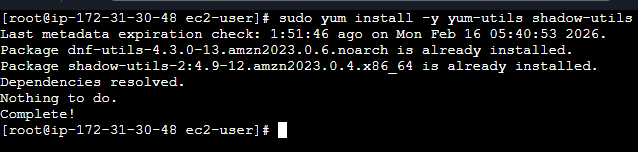 [root@ip-172-31-30-48 ec2-user]# sudo yum install -y yum-utils shadow-utils
Last metadata expiration check: 1:51:46 ago on Mon Feb 16 05:40:53 2026.
Package dnf-utils-4.3.0-13.amzn2023.0.6.noarch is already installed.
Package shadow-utils-2:4.9-12.amzn2023.0.4.x86_64 is already installed.
Dependencies resolved.
Nothing to do.
Complete!
[root@ip-172-31-30-48 ec2-user]#